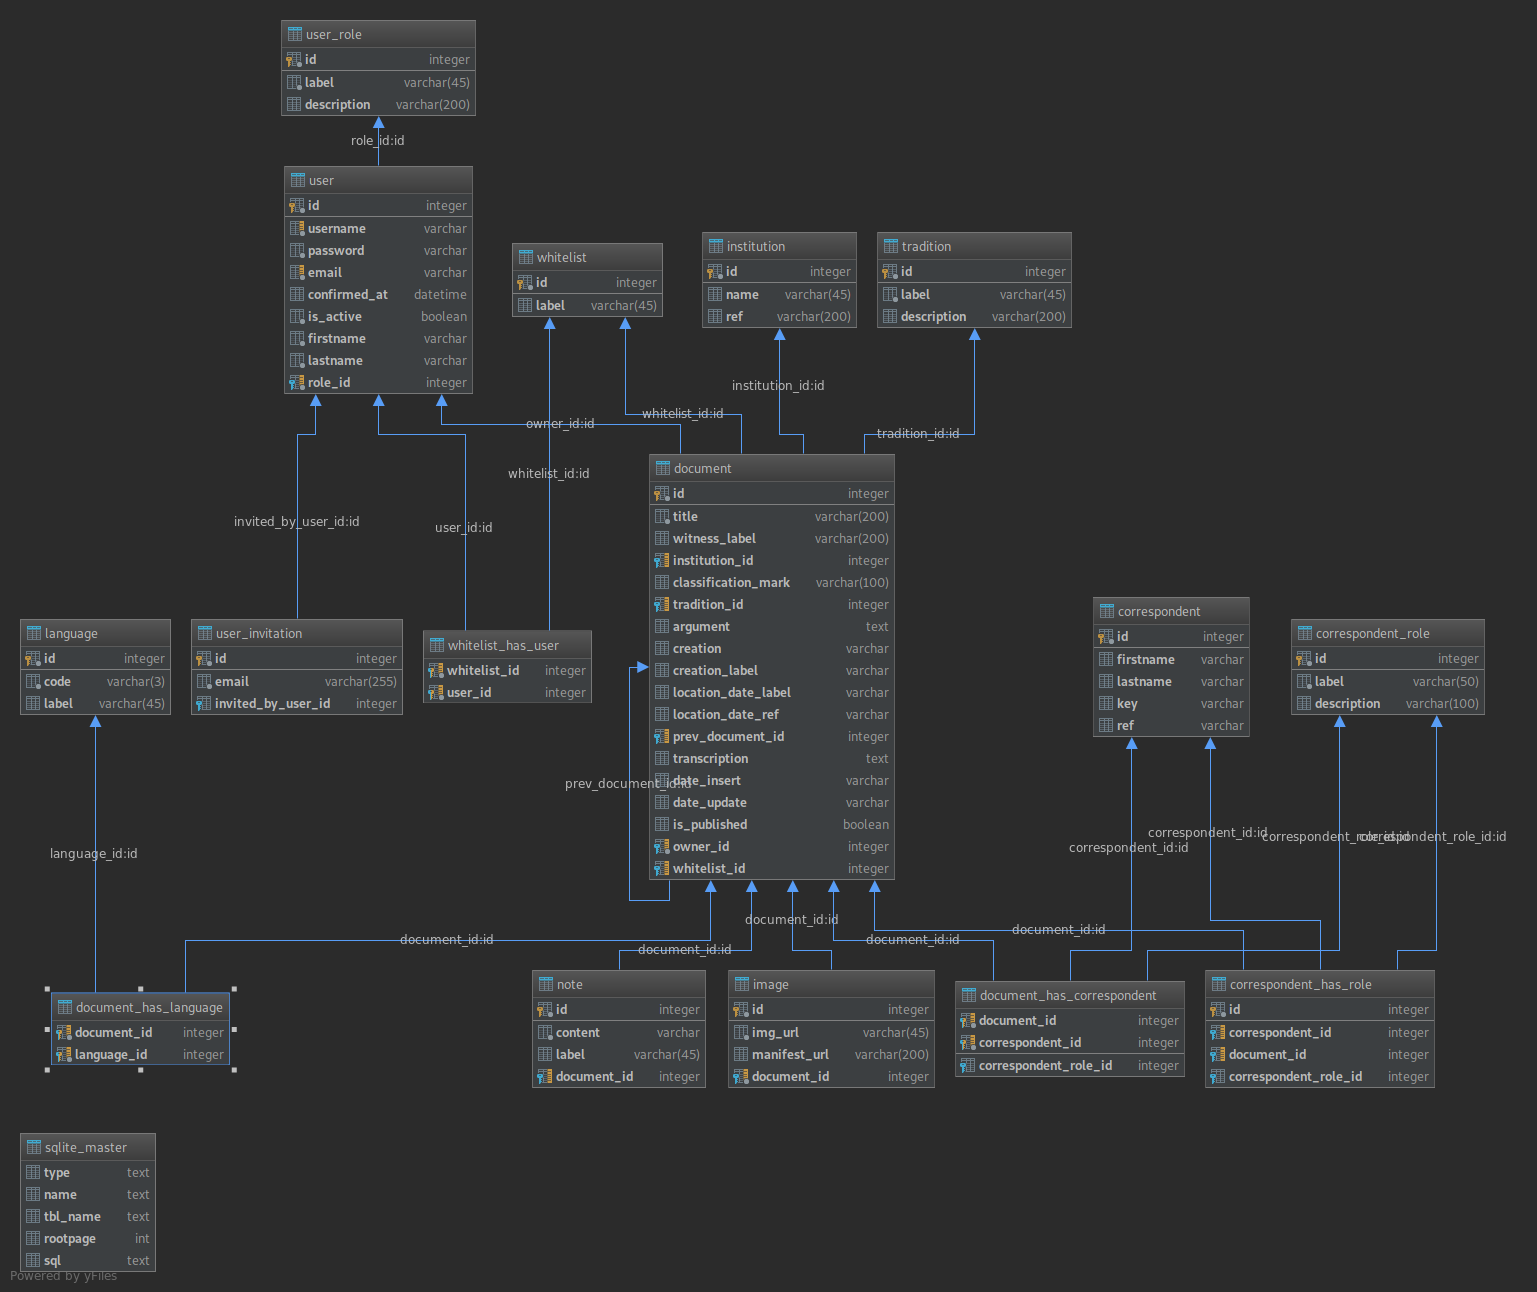 user_role
id integer
label varchar(45)
description varchar(200)
role_id:id
user
id integer
username varchar
password varchar
email varchar
confirmed_at datetime
is_active boolean
firstname varchar
lastname varchar
role_id integer
whitelist
id integer
label varchar(45)
institution
id integer
name varchar(45)
ref varchar(200)
tradition
id integer
label varchar(45)
description varchar(200)
institution_id:id
whitelist_id:id
owner_id:id
tradition_id:id
whitelist_id:id
invited_by_user_id:id
user_id:id
document
id integer
title varchar(200)
witness_label varchar(200)
institution_id integer
classification_mark varchar(100)
tradition_id integer
argument text
creation varchar
creation_label varchar
location_date_label varchar
location_date_ref varchar
prev_document_id integer
transcription text
date_insert varchar
date_update varchar
is_published boolean
owner_id integer
whitelist_id integer
prev_document_id:id
language
id integer
code varchar(3)
label varchar(45)
user_invitation
id integer
email varchar(255)
invited_by_user_id integer
whitelist_has_user
whitelist_id integer
user_id integer
correspondent
id integer
firstname varchar
lastname varchar
key varchar
ref varchar
correspondent_role
id integer
label varchar(50)
description varchar(100)
language_id:id
correspondent_id:id
correspondent_id:id
correspondent_role_id:id
correspondent_role_id:id
document_id:id
document_id:id
document_id:id
document_id:id
document_id:id
document_has_language
document_id integer
language_id integer
note
id integer
content varchar
label varchar(45)
document_id integer
image
id integer
img_url varchar(45)
manifest_url varchar(200)
document_id integer
document_has_correspondent
document_id integer
correspondent_id integer
correspondent_role_id integer
correspondent_has_role
id integer
correspondent_id integer
document_id integer
correspondent_role_id integer
sqlite_master
type text
name text
tbl_name text
rootpage int
sql text
Powered by yFiles